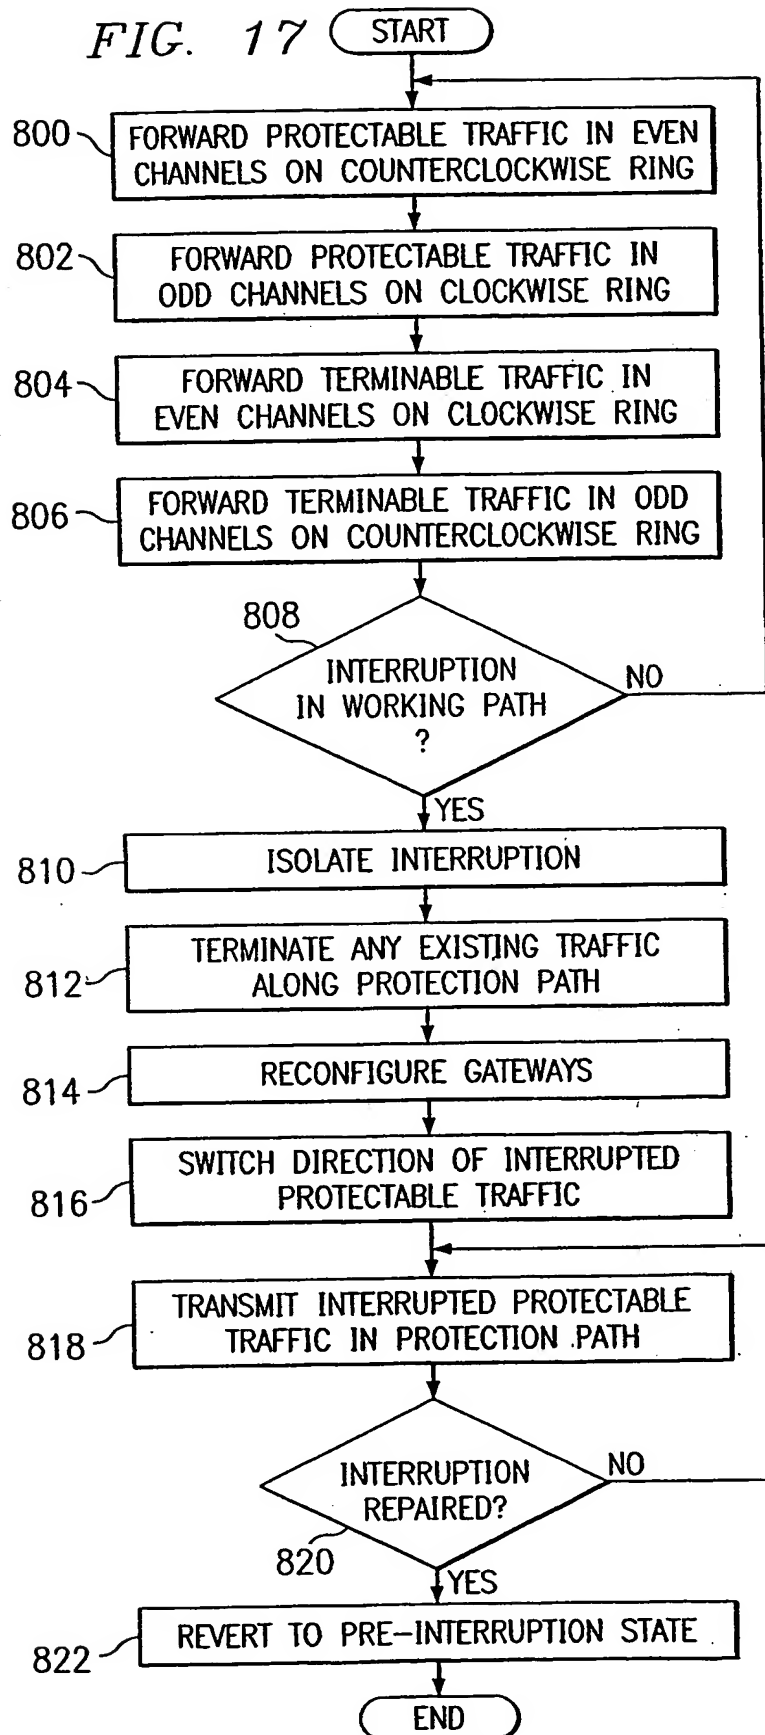 FIG. 17
START
800
FORWARD PROTECTABLE TRAFFIC IN EVEN
CHANNELS ON COUNTERCLOCKWISE RING
802
FORWARD PROTECTABLE TRAFFIC IN
ODD CHANNELS ON CLOCKWISE RING
804
FORWARD TERMINABLE TRAFFIC IN
EVEN CHANNELS ON CLOCKWISE RING
806
FORWARD TERMINABLE TRAFFIC IN ODD
CHANNELS ON COUNTERCLOCKWISE RING
808
INTERRUPTION
IN WORKING PATH
?
NO
YES
810
ISOLATE INTERRUPTION
812
TERMINATE ANY EXISTING TRAFFIC
ALONG PROTECTION PATH
814
RECONFIGURE GATEWAYS
816
SWITCH DIRECTION OF INTERRUPTED
PROTECTABLE TRAFFIC
818
TRANSMIT INTERRUPTED PROTECTABLE
TRAFFIC IN PROTECTION PATH
INTERRUPTION
REPAIRED?
NO
820
YES
822
REVERT TO PRE-INTERRUPTION STATE
END